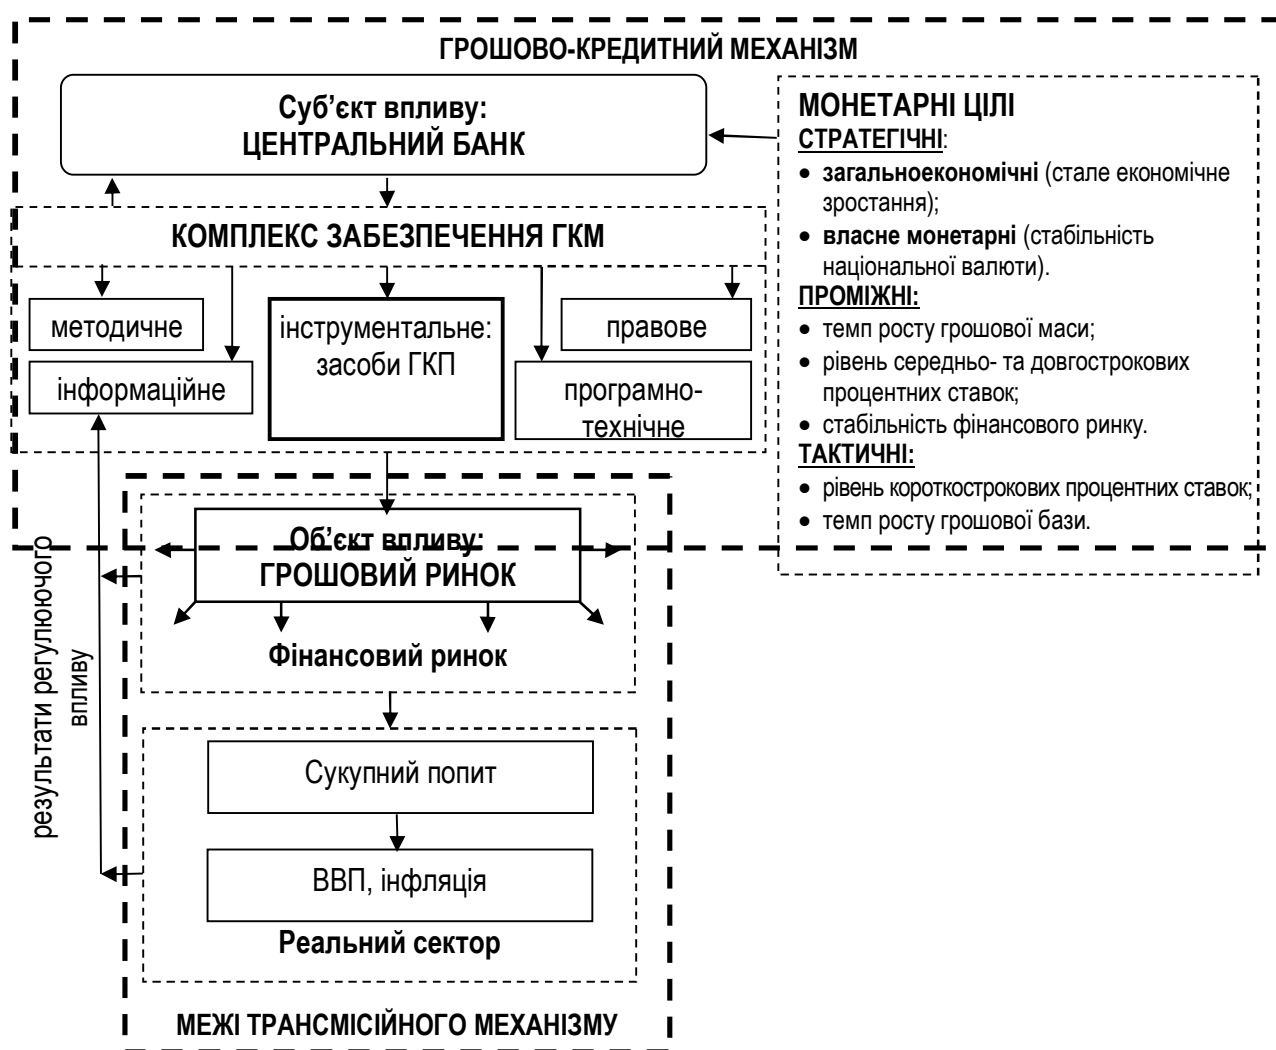 ГРОШОВО-КРЕДИТНИЙ МЕХАНІЗМ
Суб’єкт впливу:
ЦЕНТРАЛЬНИЙ БАНК
КОМПЛЕКС ЗАБЕЗПЕЧЕННЯ ГКМ
методичне
інформаційне
інструментальне:
засоби ГКП
правове
програмно-
технічне
МОНЕТАРНІ ЦІЛІ
СТРАТЕГІЧНІ:
• загальноекономічні (стале економічне
зростання);
• власне монетарні (стабільність
національної валюти).
ПРОМІЖНІ:
• темп росту грошової маси;
• рівень середньо- та довгострокових
процентних ставок;
• стабільність фінансового ринку.
ТАКТИЧНІ:
• рівень короткострокових процентних ставок;
• темп росту грошової бази.
Об’єкт впливу:
ГРОШОВИЙ РИНОК
Фінансовий ринок
результати регулюючого
впливу
Сукупний попит
ВВП, інфляція
Реальний сектор
МЕЖІ ТРАНСМІСІЙНОГО МЕХАНІЗМУ